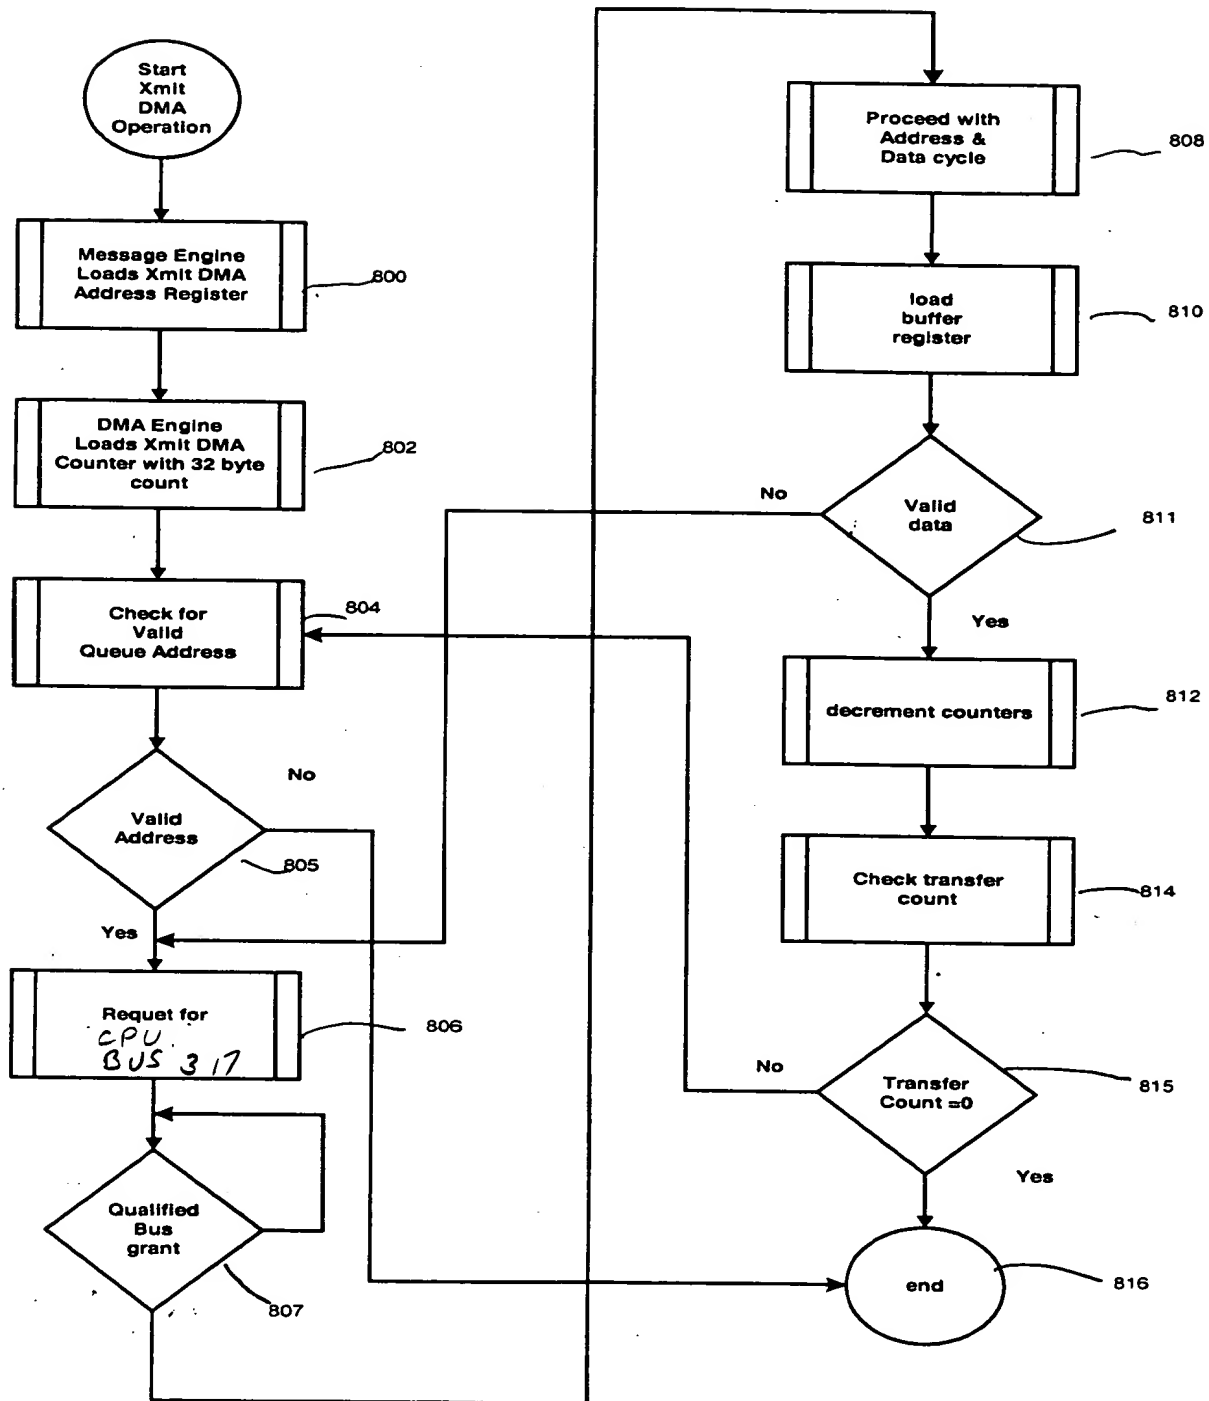 Start
Xmit
DMA
Operation
Message Engine
Loads Xmit DMA
Address Register
800
DMA Engine
Loads Xmit DMA
Counter with 32 byte
count
802
Check for
Valid
Queue Address
804
Valid
Address
No
805
Yes
Requet for
CPU
BUS 317
806
Qualified
Bus
grant
807
Proceed with
Address &
Data cycle
808
load
buffer
register
810
No
Valid
data
811
Yes
decrement counters
812
Check transfer
count
814
No
Transfer
Count =0
815
Yes
end
816